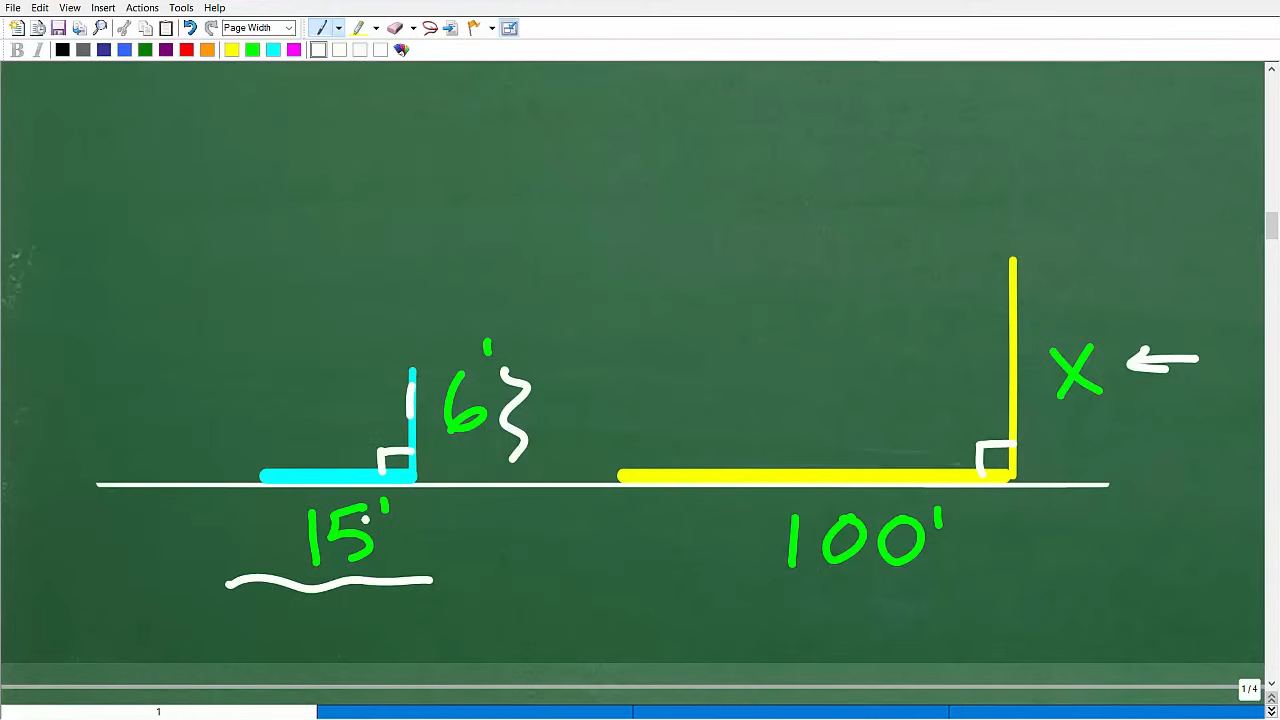 File Edit View Insert Actions Tools Help
Page Width
B I
6'
X
15'
100'
1/4
1